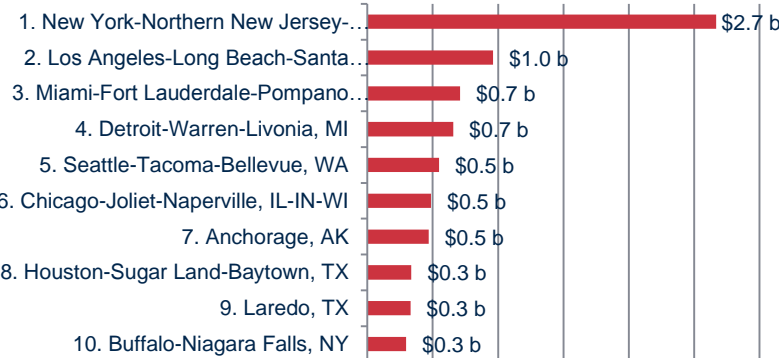 1. New York-Northern New Jersey-… $2.7 b
2. Los Angeles-Long Beach-Santa… $1.0 b
3. Miami-Fort Lauderdale-Pompano… $0.7 b
4. Detroit-Warren-Livonia, MI $0.7 b
5. Seattle-Tacoma-Bellevue, WA $0.5 b
6. Chicago-Joliet-Naperville, IL-IN-WI $0.5 b
7. Anchorage, AK $0.5 b
8. Houston-Sugar Land-Baytown, TX $0.3 b
9. Laredo, TX $0.3 b
10. Buffalo-Niagara Falls, NY $0.3 b